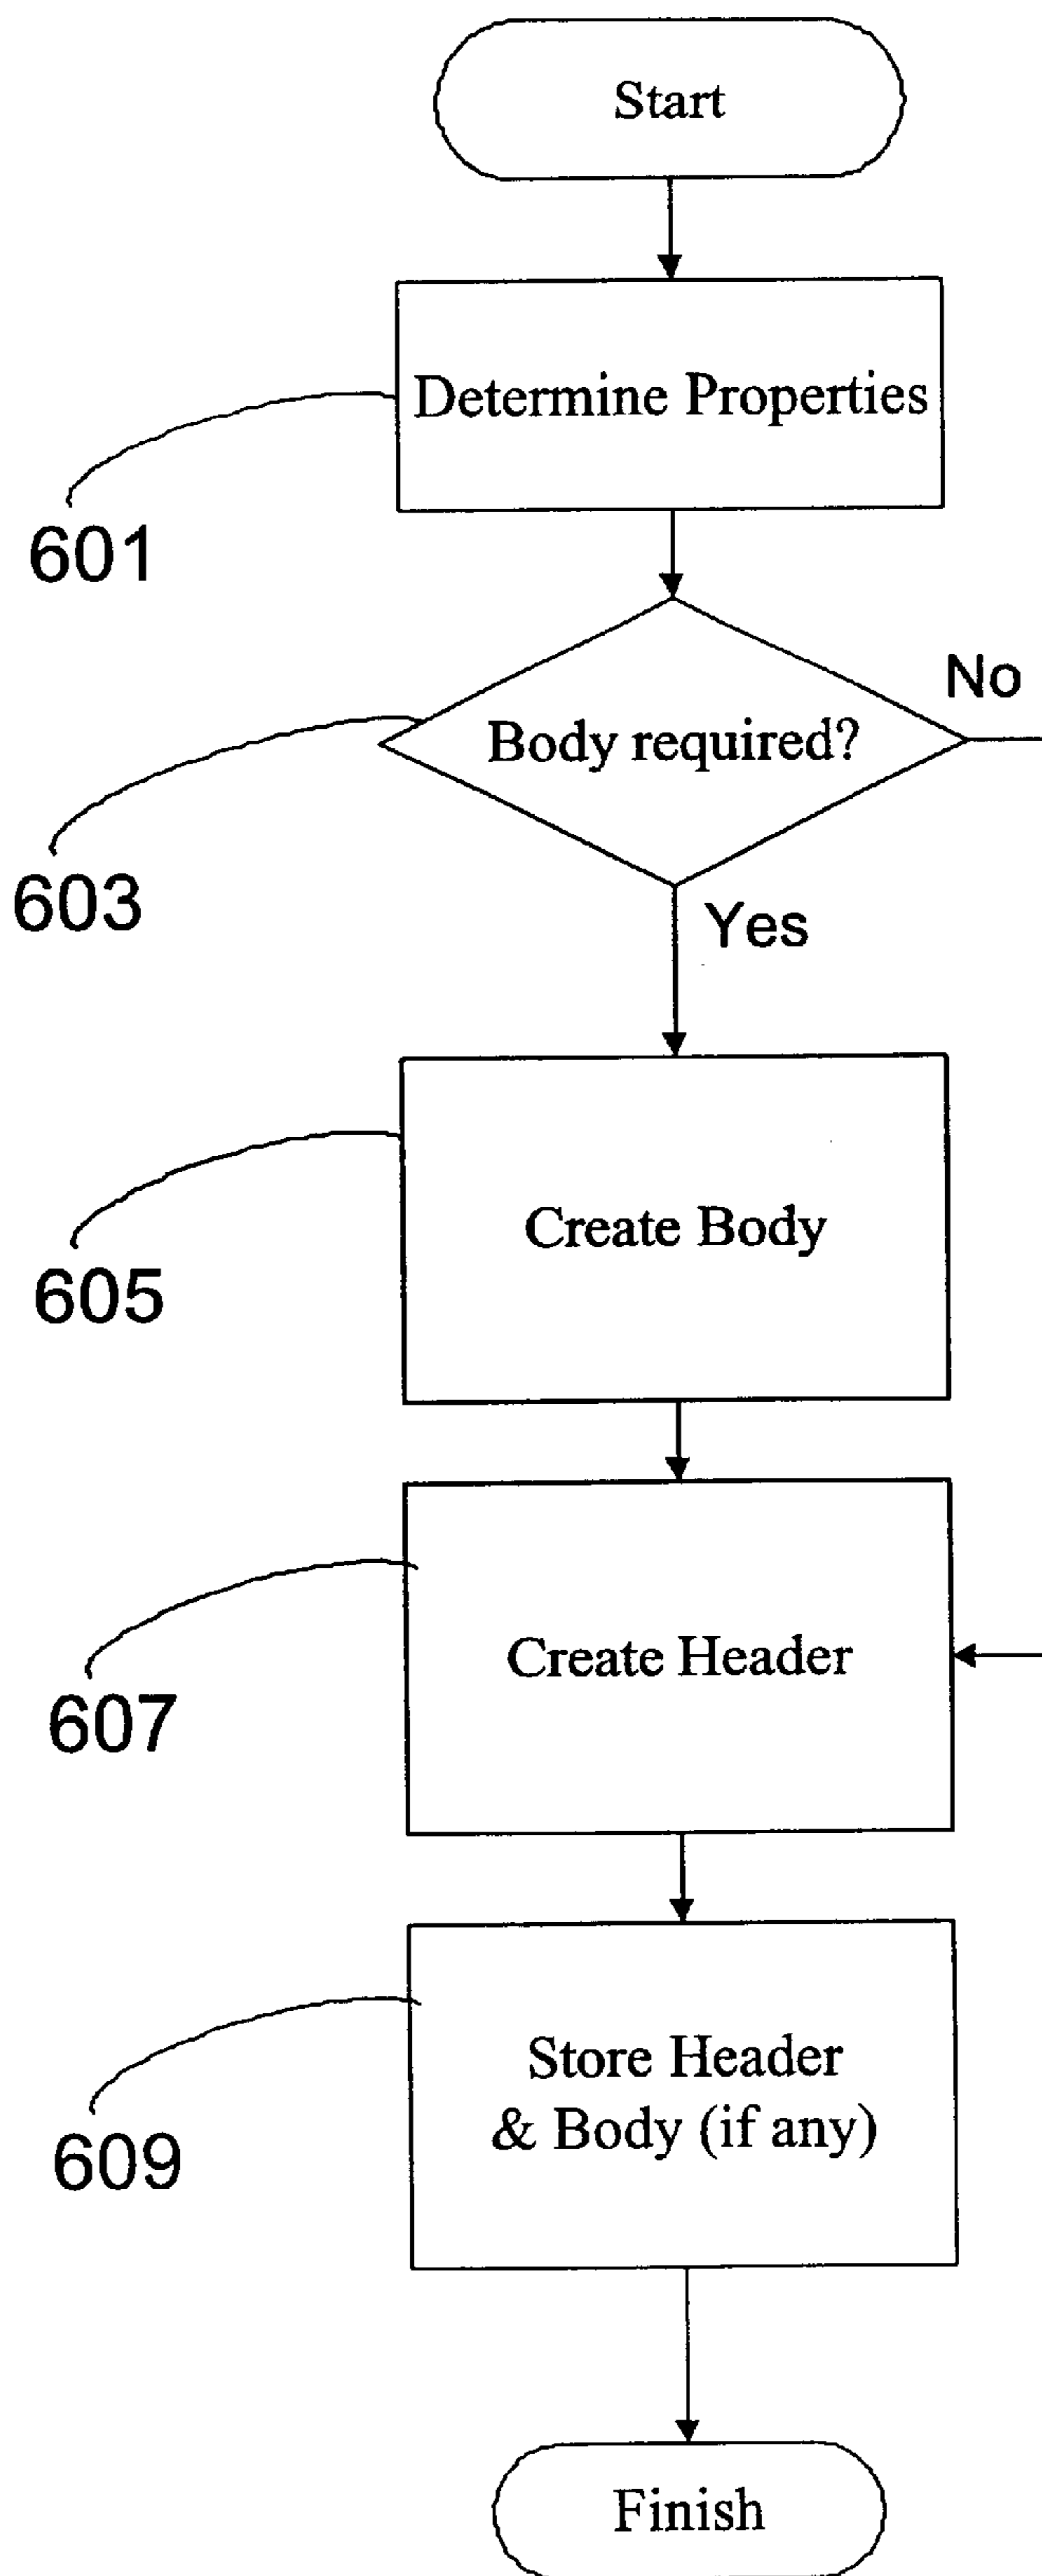 Start
Determine Properties
601
No
Body required?
603
Yes
Create Body
605
Create Header
607
Store Header
& Body (if any)
609
Finish